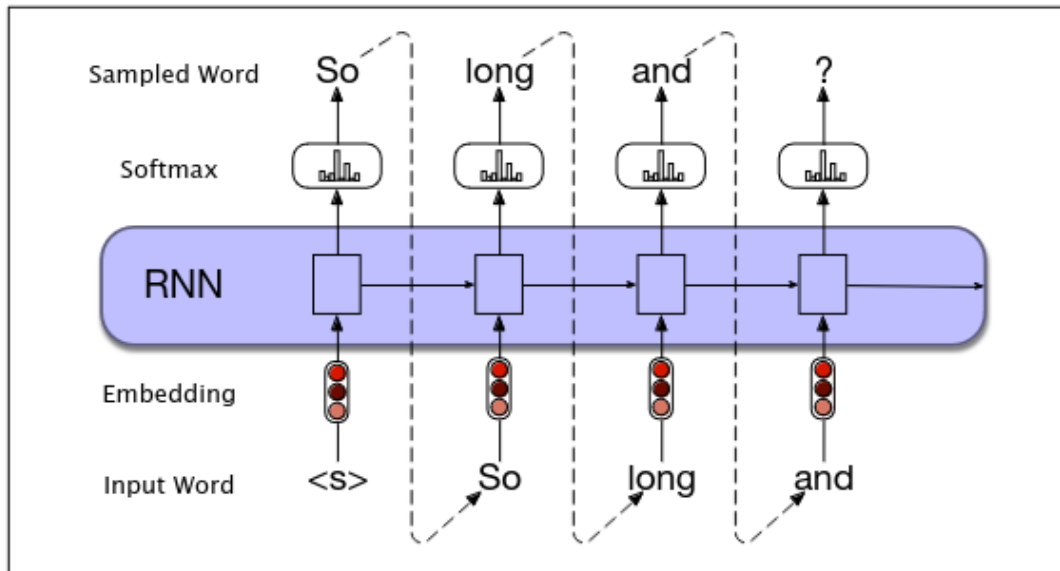 Sampled Word So long and ?
Softmax
RNN
Embedding
Input Word <s> So long and